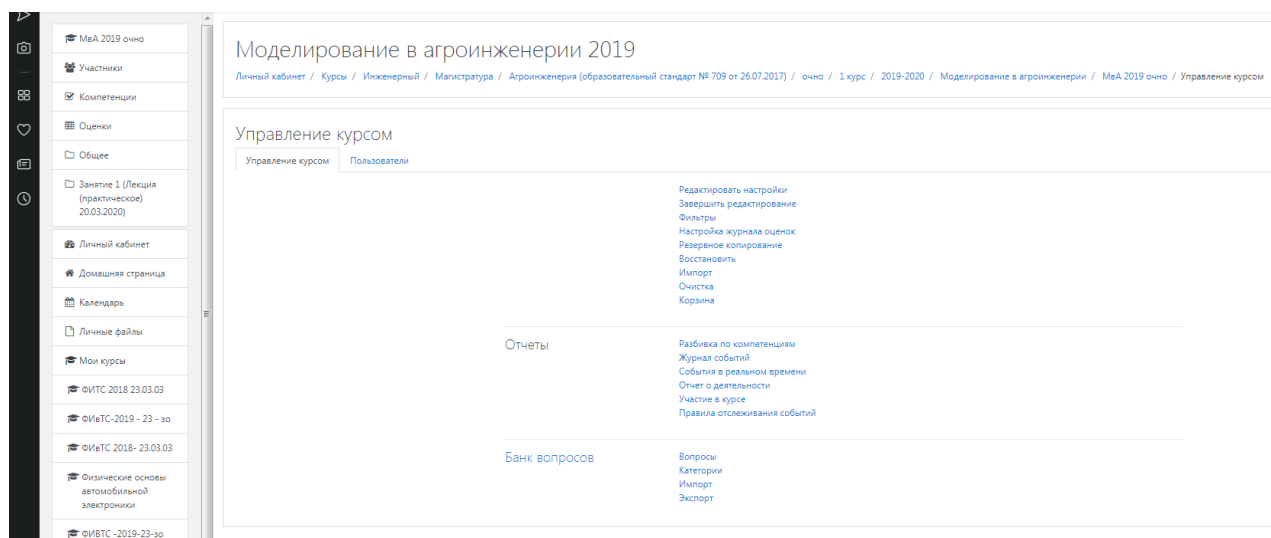 МвА 2019 очно
Участники
Компетенции
Оценки
Общее
Занятие 1 (Лекция
(практическое)
20.03.2020)
Личный кабинет
Домашняя страница
Календарь
Личные файлы
Мои курсы
ФИТС 2018 23.03.03
ФИвТС-2019 - 23 - зо
ФИвТС 2018- 23.03.03
Физические основы
автомобильной
электроники
ФИВТС -2019-23-зо
Моделирование в агроинженерии 2019
Личный кабинет / Курсы / Инженерный / Магистратура / Агроинженерия (образовательный стандарт № 709 от 26.07.2017) / очно / 1 курс / 2019-2020 / Моделирование в агроинженерии / МвА 2019 очно / Управление курсом
Управление курсом
Управление курсом Пользователи
Редактировать настройки
Завершить редактирование
Фильтры
Настройка журнала оценок
Резервное копирование
Восстановить
Импорт
Очистка
Корзина
Отчеты
Разбивка по компетенциям
Журнал событий
События в реальном времени
Отчет о деятельности
Участие в курсе
Правила отслеживания событий
Банк вопросов
Вопросы
Категории
Импорт
Экспорт